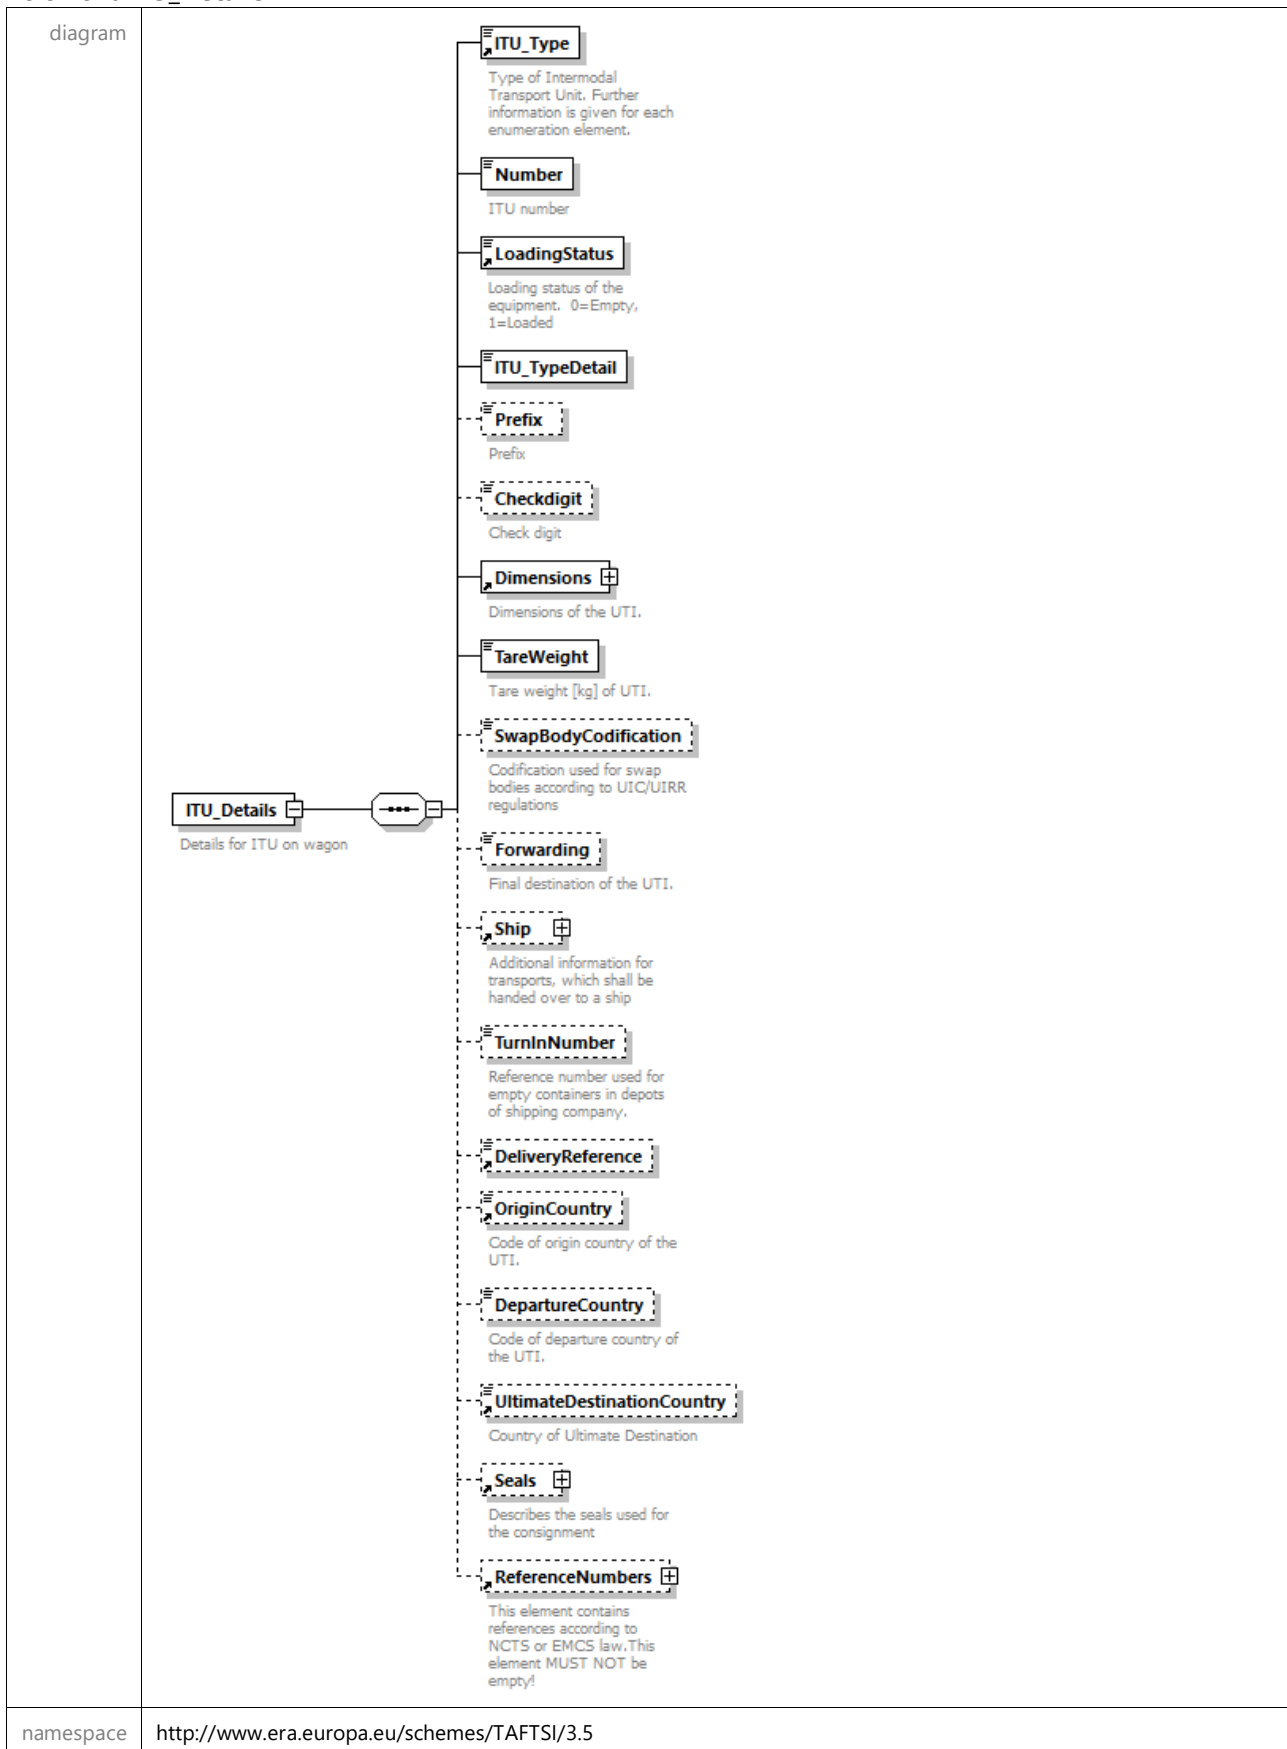 diagram
ITU_Type
Type of Intermodal
Transport Unit. Further
information is given for each
enumeration element.
Number
ITU number
LoadingStatus
Loading status of the
equipment.  0=Empty,
1=Loaded
ITU_TypeDetail
Prefix
Prefix
Checkdigit
Check digit
Dimensions
Dimensions of the UTI.
TareWeight
Tare weight [kg] of UTI.
SwapBodyCodification
Codification used for swap
bodies according to UIC/UIRR
regulations
ITU_Details
Details for ITU on wagon
Forwarding
Final destination of the UTI.
Ship
Additional information for
transports, which shall be
handed over to a ship
TurnInNumber
Reference number used for
empty containers in depots
of shipping company.
DeliveryReference
OriginCountry
Code of origin country of the
UTI.
DepartureCountry
Code of departure country of
the UTI.
UltimateDestinationCountry
Country of Ultimate Destination
Seals
Describes the seals used for
the consignment
ReferenceNumbers
This element contains
references according to
NCTS or EMCS law.This
element MUST NOT be
empty!
namespace http://www.era.europa.eu/schemes/TAFTSI/3.5